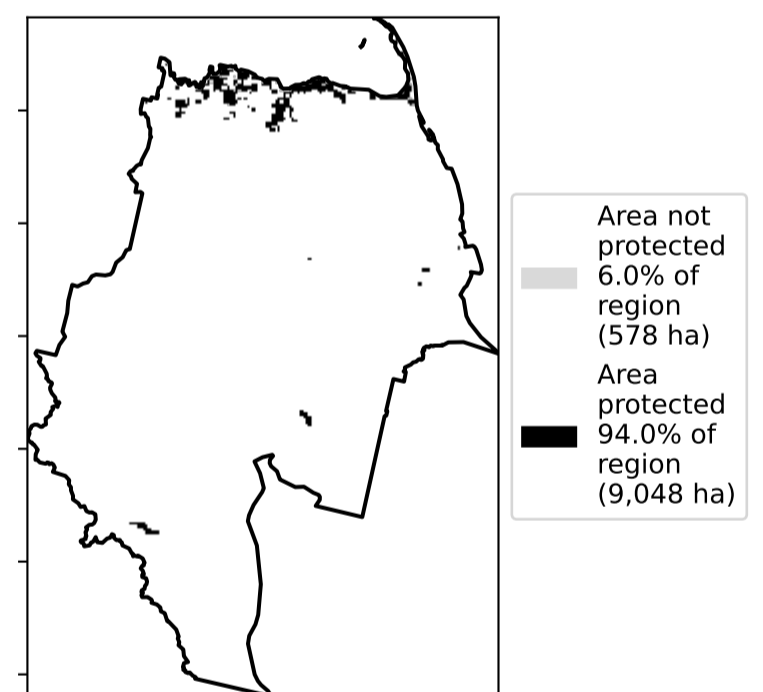 Area not
protected
6.0% of
region
(578 ha)
Area
protected
94.0% of
region
(9,048 ha)